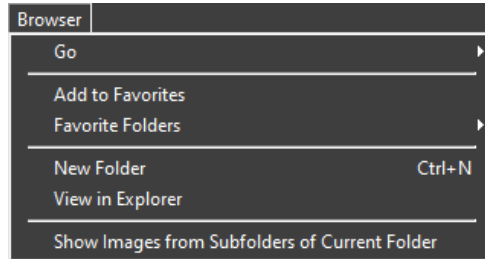 Browser
Go
Add to Favorites
Favorite Folders
New Folder Ctrl+N
View in Explorer
Show Images from Subfolders of Current Folder